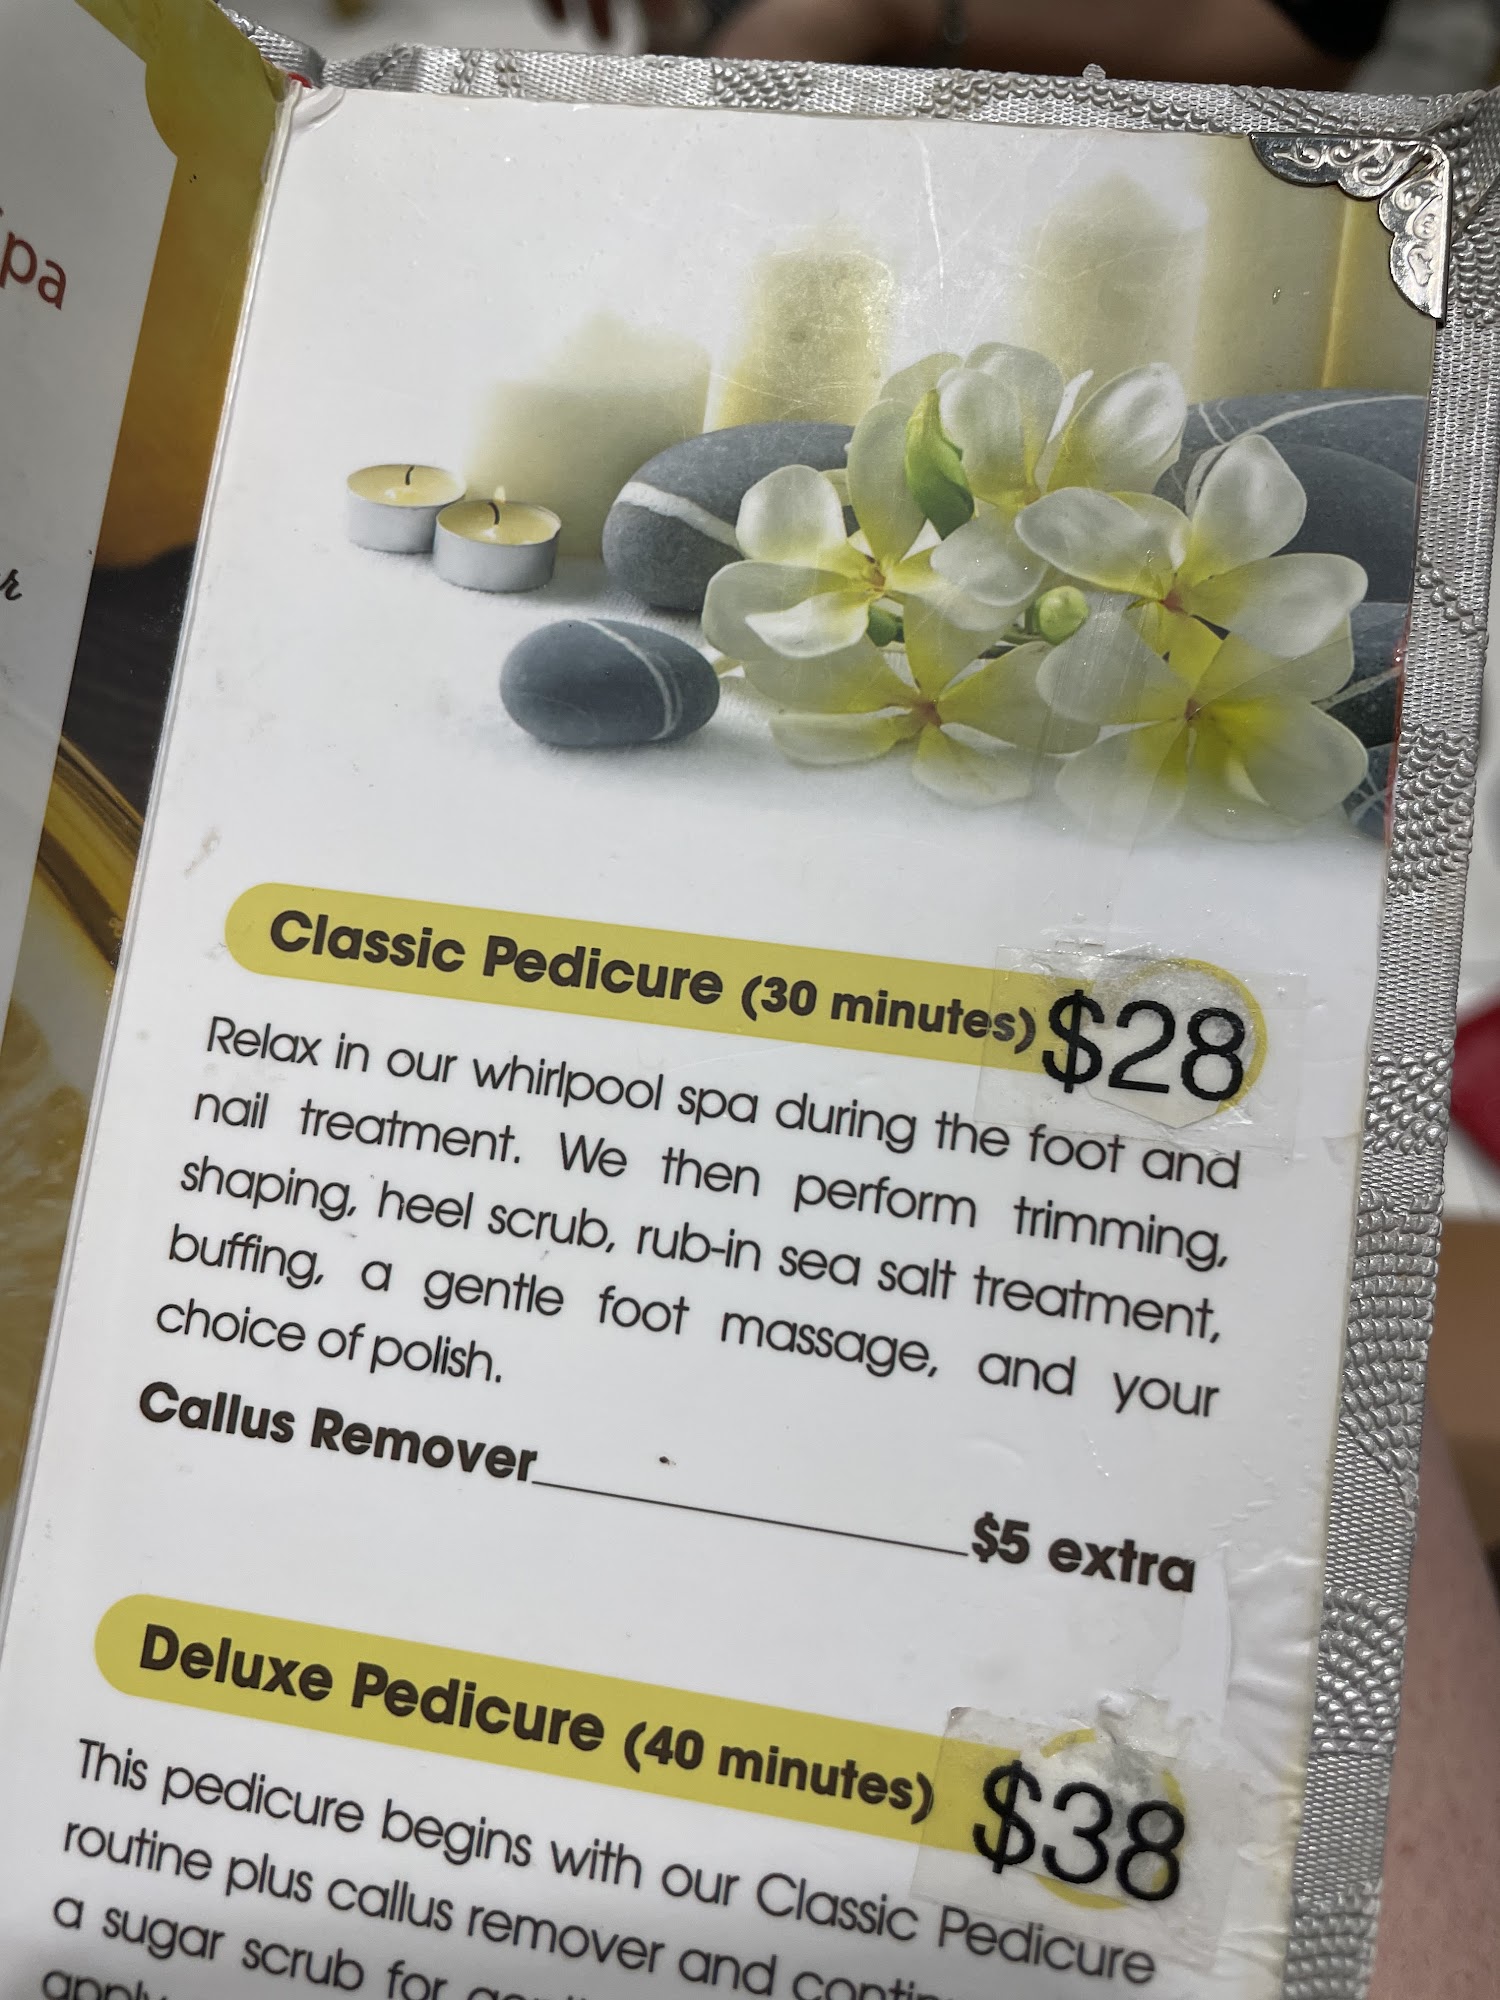 pa
Classic Pedicure (30 minutes) $28
Relax in our whirlpool spa during the foot and
nail treatment. We then perform trimming,
shaping, heel scrub, rub-in sea salt treatment,
buffing, a gentle foot massage, and your
choice of polish.
Callus Remover $5 extra
Deluxe Pedicure (40 minutes) $38
This pedicure begins with our Classic Pedicure
routine plus callus remover and
a sugar scrub for